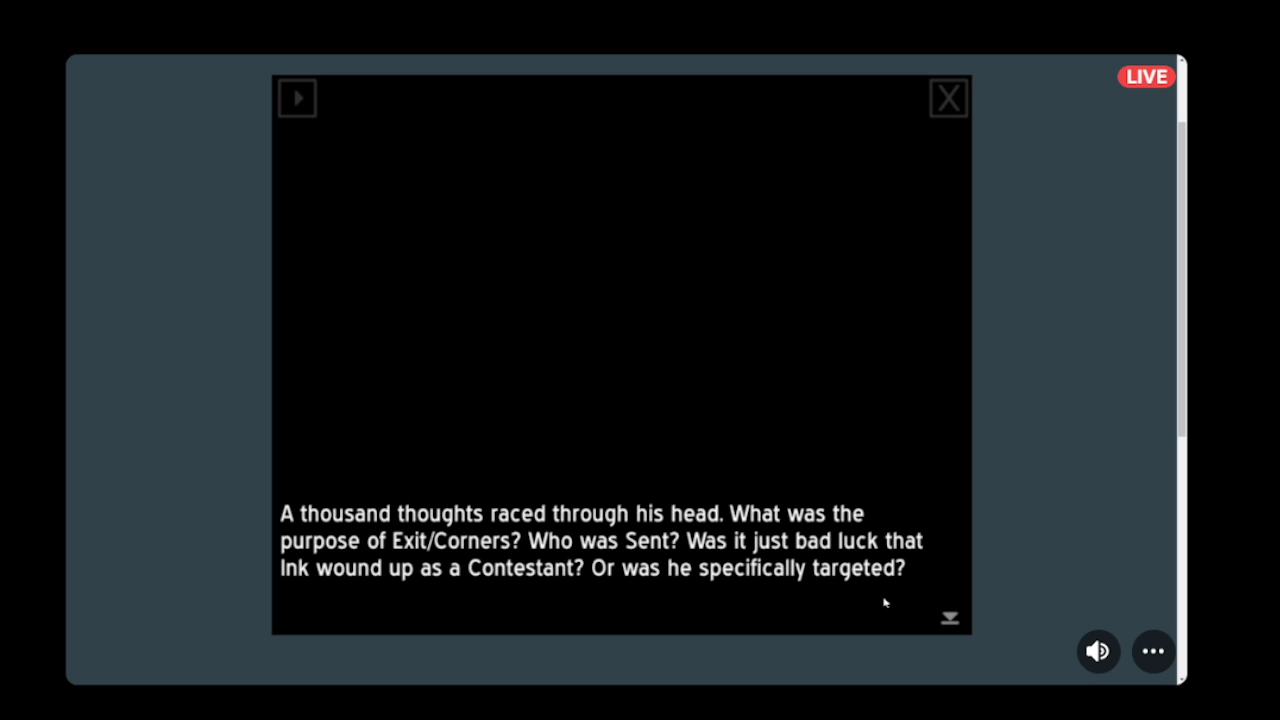 LIVE
X
A thousand thoughts raced through his head. What was the
purpose of Exit/Corners? Who was Sent? Was it just bad luck that
Ink wound up as a Contestant? Or was he specifically targeted?